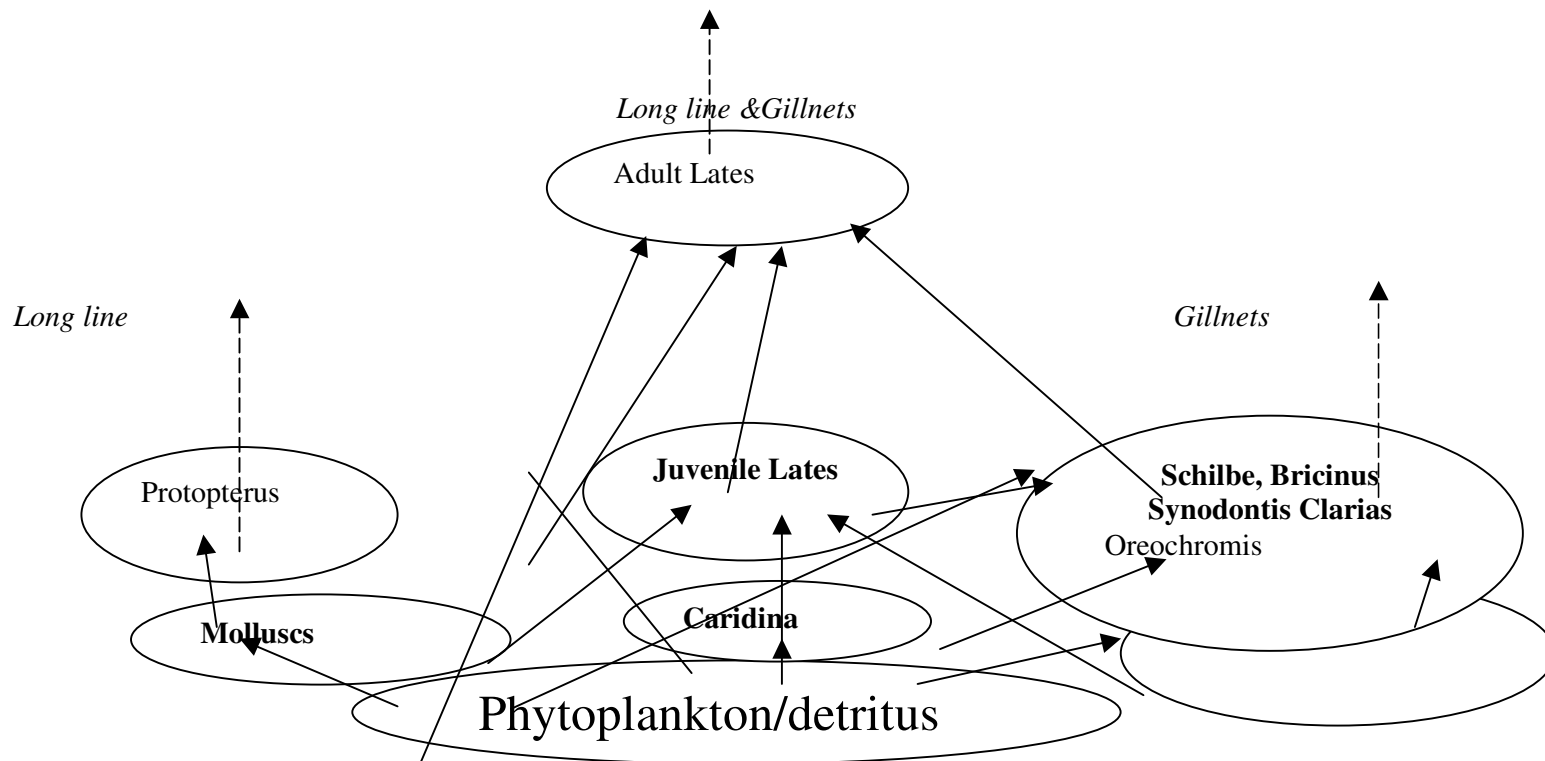 Long line &Gillnets
Adult Lates
Long line
Gillnets
Juvenile Lates
Schilbe, Bricinus
Protopterus
Synodontis Clarias
Oreochromis
Caridina
Molluscs
Phytoplankton/detritus